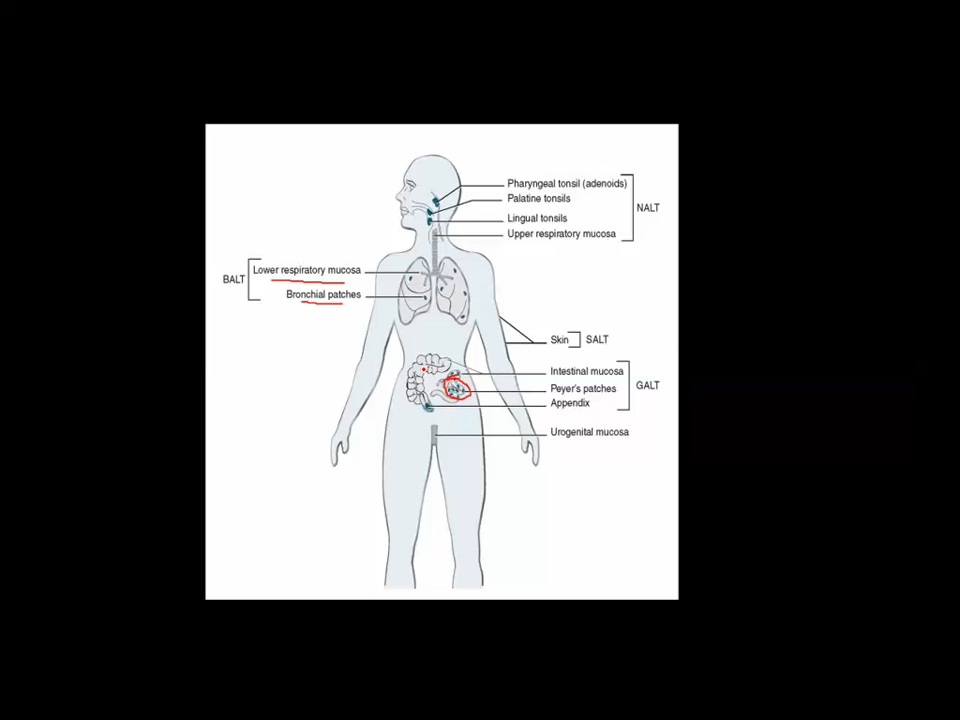 Pharyngeal tonsil (adenoids)
Palatine tonsils
NALT
Lingual tonsils
Upper respiratory mucosa
Lower respiratory mucosa
BALT
Bronchial patches
Skin
SALT
Intestinal mucosa
Peyer's patches
GALT
Appendix
Urogenital mucosa